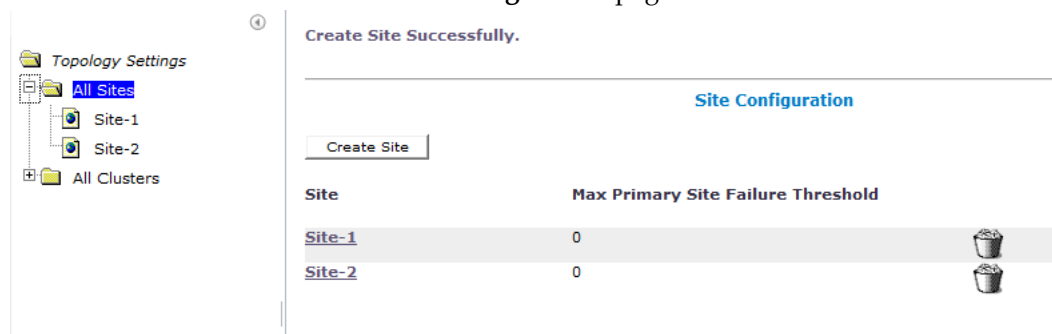 Create Site Successfully.
Topology Settings
All Sites
Site-1
Site-2
All Clusters
Site Configuration
Create Site
Site Max Primary Site Failure Threshold
Site-1 0
Site-2 0